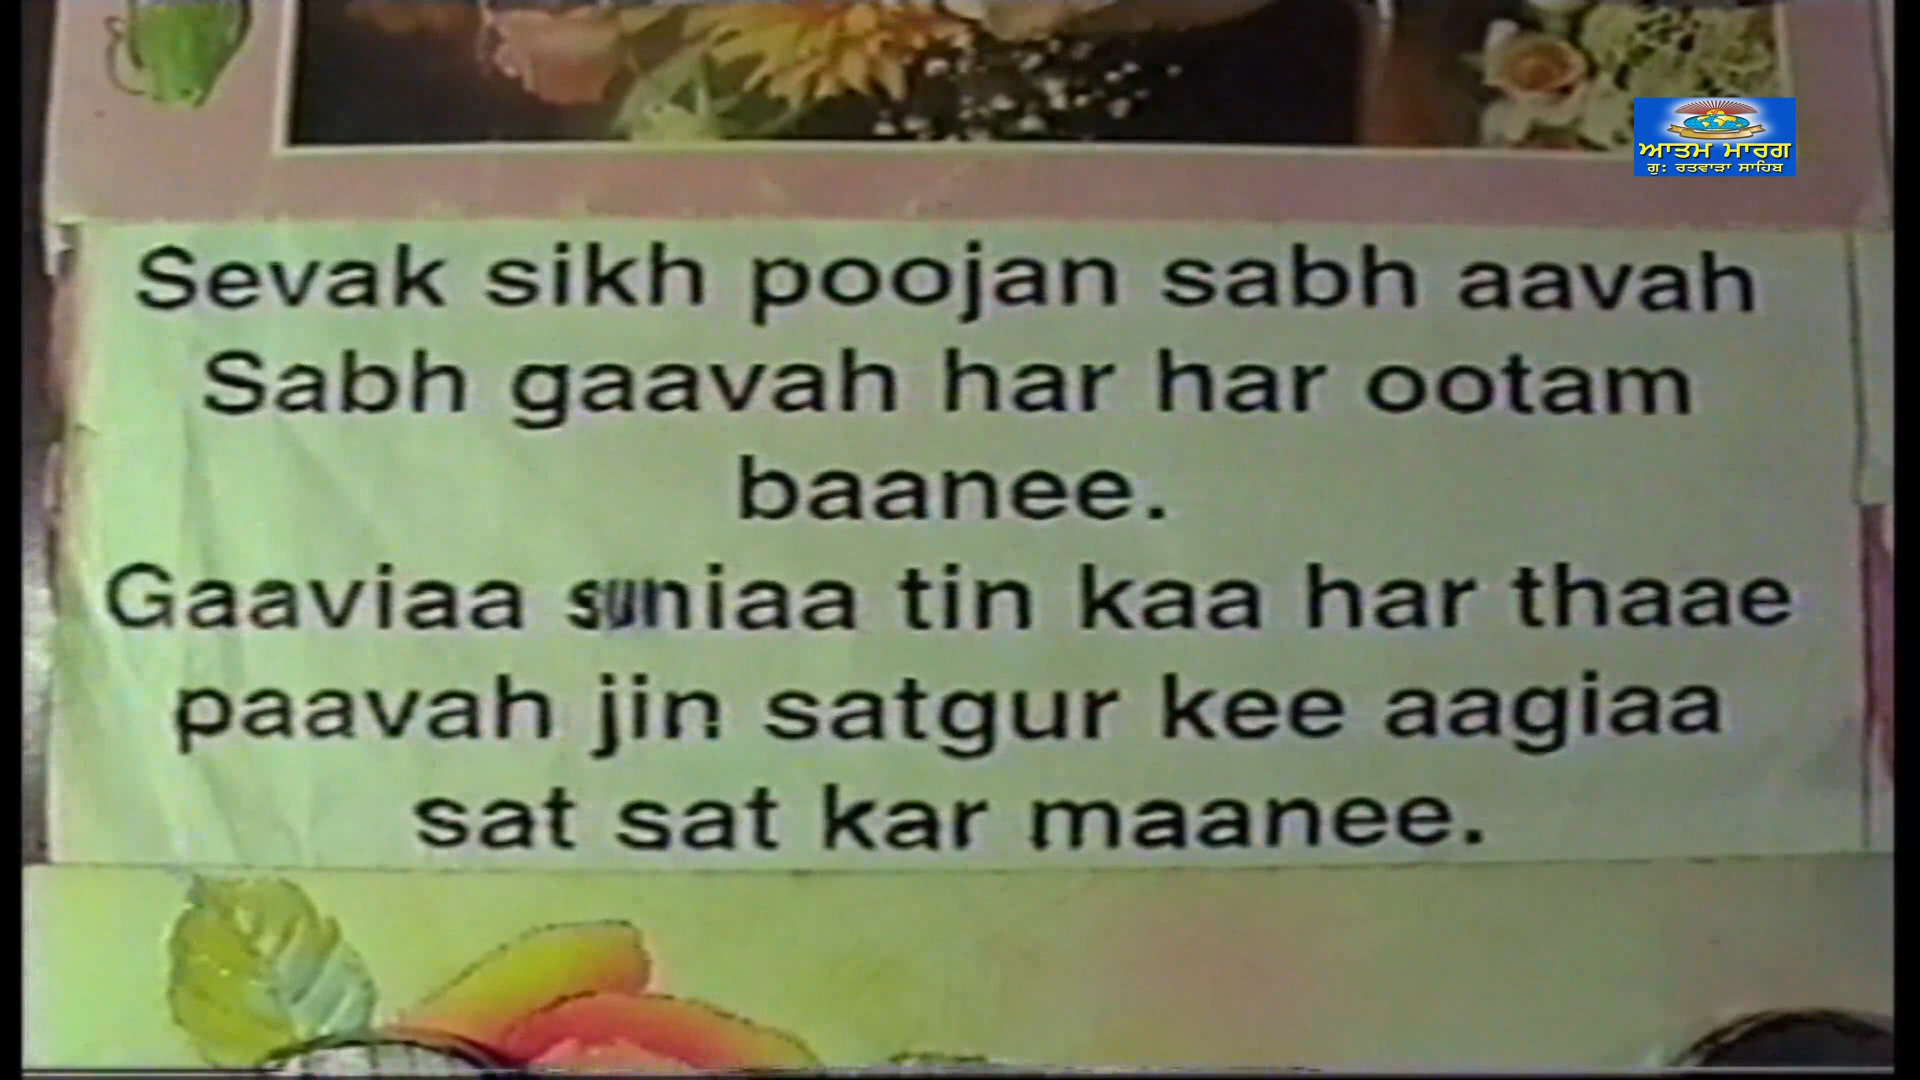 ਆਤਮ ਮਾਰਗ
ਗੁ: ਰਤਵਾੜਾ ਸਾਹਿਬ
Sevak sikh poojan sabh aavah
Sabh gaavah har har ootam
baanee.
Gaaviaa suniaa tin kaa har thaae
paavah jin satgur kee aagiaa
sat sat kar maanee.